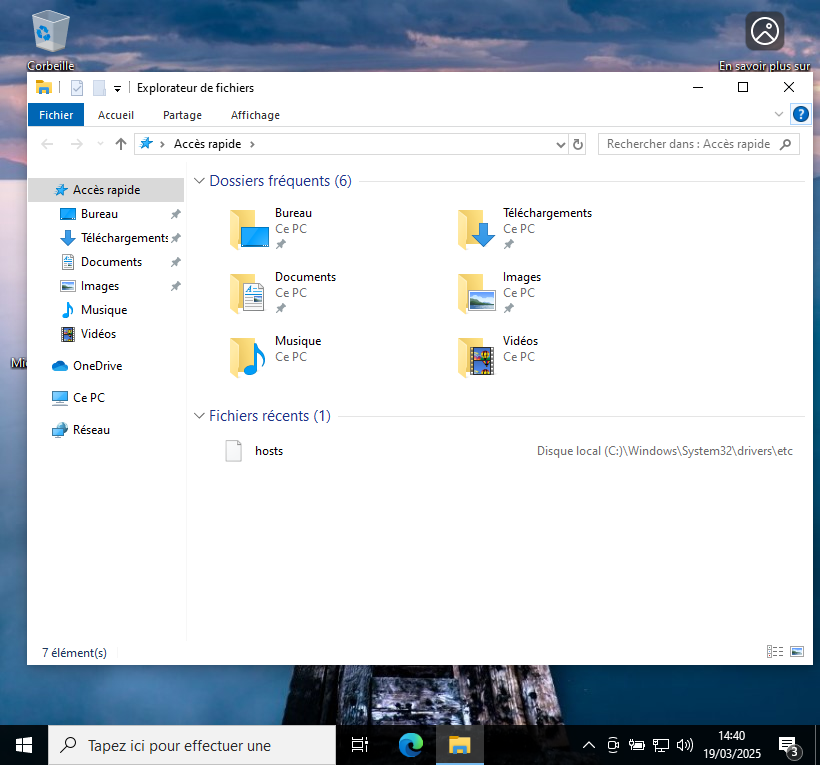 Corbeille
En savoir plus sur
Explorateur de fichiers
Fichier
Accueil
Partage
Affichage
?
Accès rapide
Rechercher dans : Accès rapide
Accès rapide
Bureau
Téléchargements
Documents
Images
Musique
Vidéos
OneDrive
Ce PC
Réseau
Dossiers fréquents (6)
Bureau
Ce PC
Téléchargements
Ce PC
Documents
Ce PC
Images
Ce PC
Musique
Ce PC
Vidéos
Ce PC
Fichiers récents (1)
hosts
Disque local (C:)\Windows\System32\drivers\etc
7 élément(s)
Tapez ici pour effectuer une
14:40
19/03/2025
3